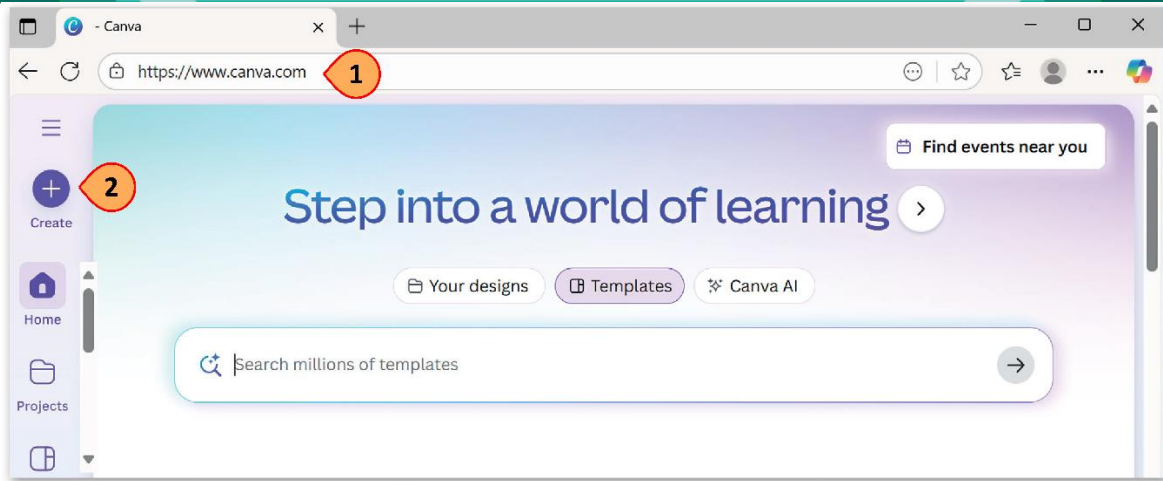 - Canva
https://www.canva.com
1
Find events near you
2
Create
Step into a world of learning
Your designs
Templates
Canva AI
Home
Search millions of templates
Projects